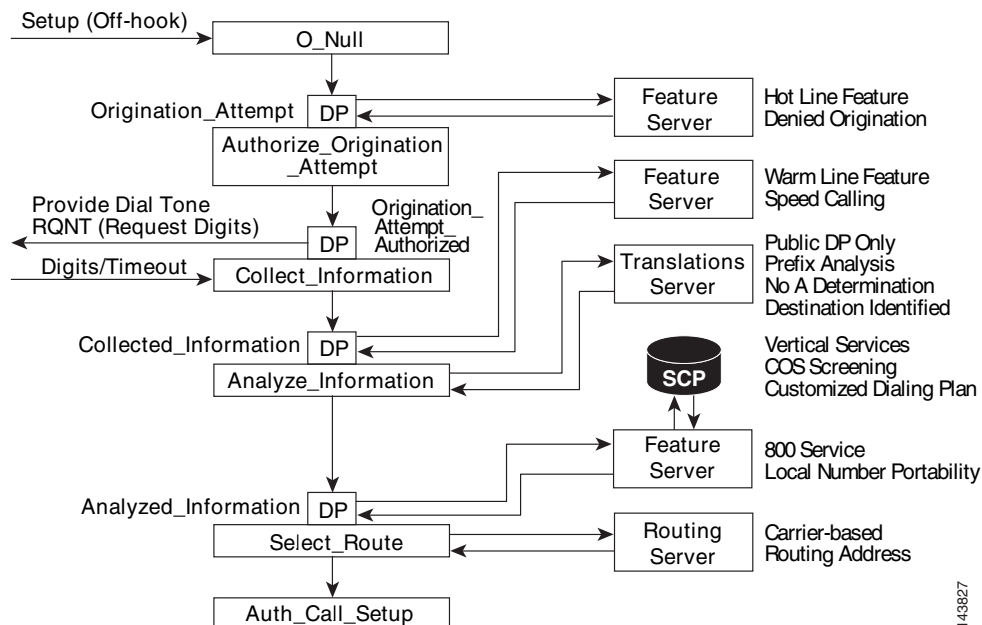 Setup (Off-hook)
O_Null
Origination_Attempt
DP
Feature
Server
Hot Line Feature
Denied Origination
Authorize_Origination
_Attempt
Feature
Server
Warm Line Feature
Speed Calling
Provide Dial Tone
RQNT (Request Digits)
DP
Origination_
Attempt_
Authorized
Digits/Timeout
Collect_Information
Translations
Server
Public DP Only
Prefix Analysis
No A Determination
Destination Identified
Collected_Information
DP
Analyze_Information
SCP
Vertical Services
COS Screening
Customized Dialing Plan
Feature
Server
800 Service
Local Number Portability
Analyzed_Information
DP
Select_Route
Routing
Server
Carrier-based
Routing Address
Auth_Call_Setup
143827